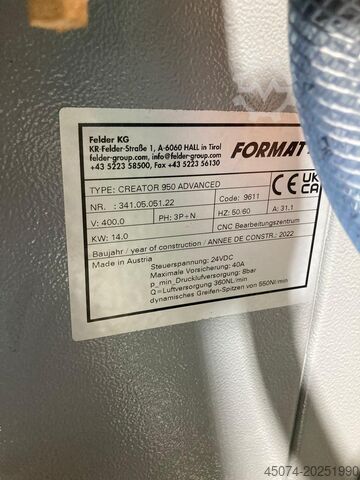 Felder KG
KR-Felder-Straße 1, A-6060 HALL in Tirol
felder-group.com, info@felder-group.com
+43 5223 58500, Fax +43 5223 56130
FORMAT
TYPE: CREATOR 950 ADVANCED
Code: 9611
CE UKCA
NR. : 341.05.051.22
V: 400.0
PH: 3P+N
HZ: 50/60
A: 31.1
KW: 14.0
CNC Bearbeitungszentrum
Baujahr / year of construction / ANNEE DE CONSTR.: 2022
Made in Austria
Steuerspannung: 24VDC
Maximale Vorsicherung: 40A
p_min_Druckluftversorgung: 6bar
Q=Luftversorgung 360NL/min
dynamisches Greifen-Spitzen von 550Nl/min
45074-20251990